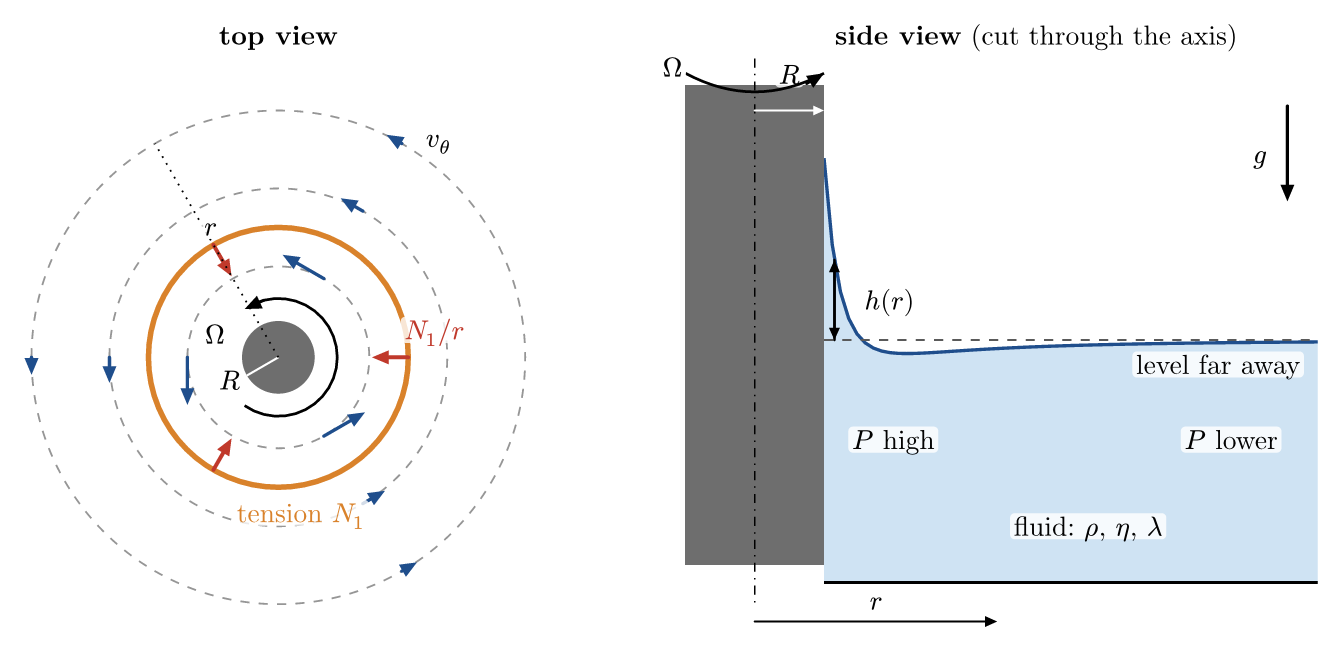 top view
v_θ
r
Ω
N_1/r
R
tension N_1
side view (cut through the axis)
Ω
R
g
h(r)
level far away
P high
P lower
fluid: ρ, η, λ
r